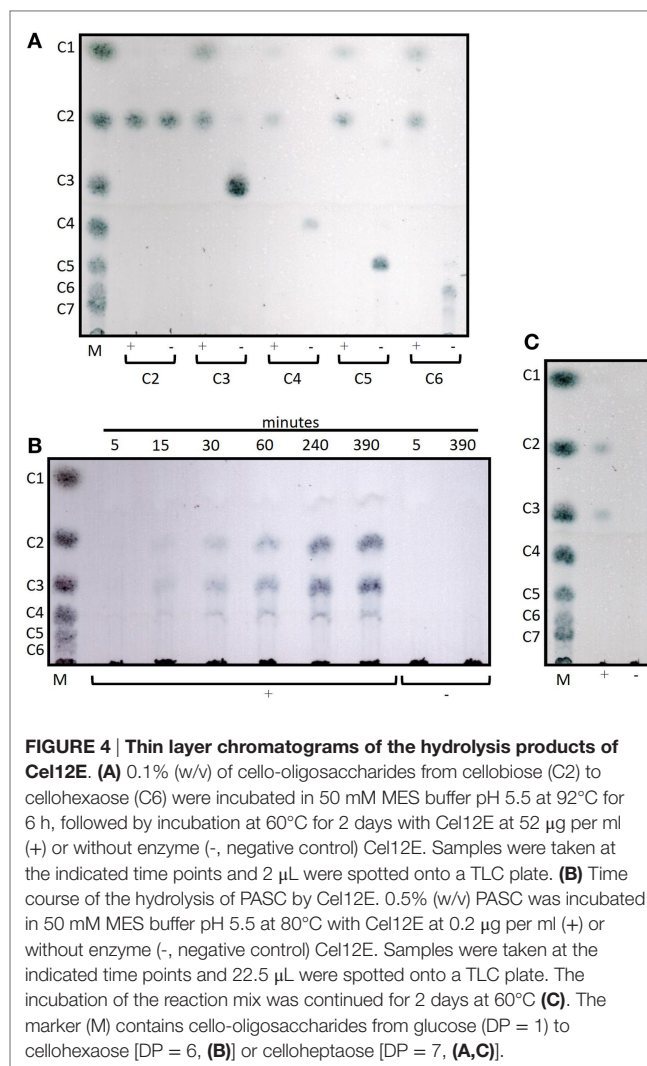 A
C1
C2
C3
C4
C5
C6
C7
M + - + - + - + - + -
C2 C3 C4 C5 C6
minutes
B 5 15 30 60 240 390 5 390
C1
C2
C3
C4
C5
C6
M + -
C
C1
C2
C3
C4
C5
C6
C7
M + -
FIGURE 4 | Thin layer chromatograms of the hydrolysis products of
Cel12E. (A) 0.1% (w/v) of cello-oligosaccharides from cellobiose (C2) to
cellohexaose (C6) were incubated in 50 mM MES buffer pH 5.5 at 92°C for
6 h, followed by incubation at 60°C for 2 days with Cel12E at 52 μg per ml
(+) or without enzyme (-, negative control) Cel12E. Samples were taken at
the indicated time points and 2 μL were spotted onto a TLC plate. (B) Time
course of the hydrolysis of PASC by Cel12E. 0.5% (w/v) PASC was incubated
in 50 mM MES buffer pH 5.5 at 80°C with Cel12E at 0.2 μg per ml (+) or
without enzyme (-, negative control) Cel12E. Samples were taken at the
indicated time points and 22.5 μL were spotted onto a TLC plate. The
incubation of the reaction mix was continued for 2 days at 60°C (C). The
marker (M) contains cello-oligosaccharides from glucose (DP = 1) to
cellohexaose [DP = 6, (B)] or celloheptaose [DP = 7, (A,C)].